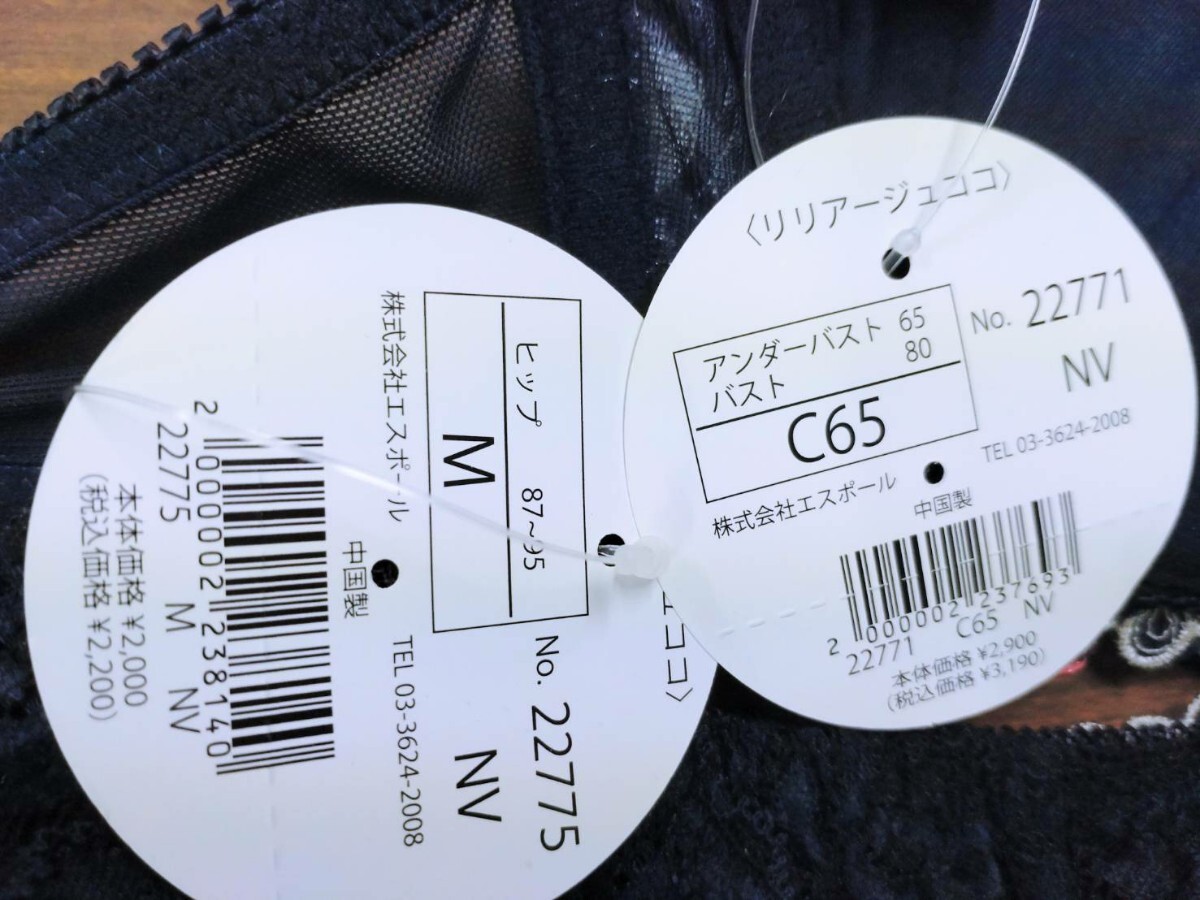 〈リリアージュココ〉
アンダーバスト 65
バスト 80
C65
No. 22771
NV
株式会社エスポール
TEL 03-3624-2008
中国製
2 000002 237693
22771 C65 NV
本体価格 ¥2,900
(税込価格 ¥3,190)
ココ〉
ヒップ 87~95
M
No. 22775
NV
株式会社エスポール
TEL 03-3624-2008
中国製
2 000002 238140
22775 M NV
本体価格 ¥2,000
(税込価格 ¥2,200)